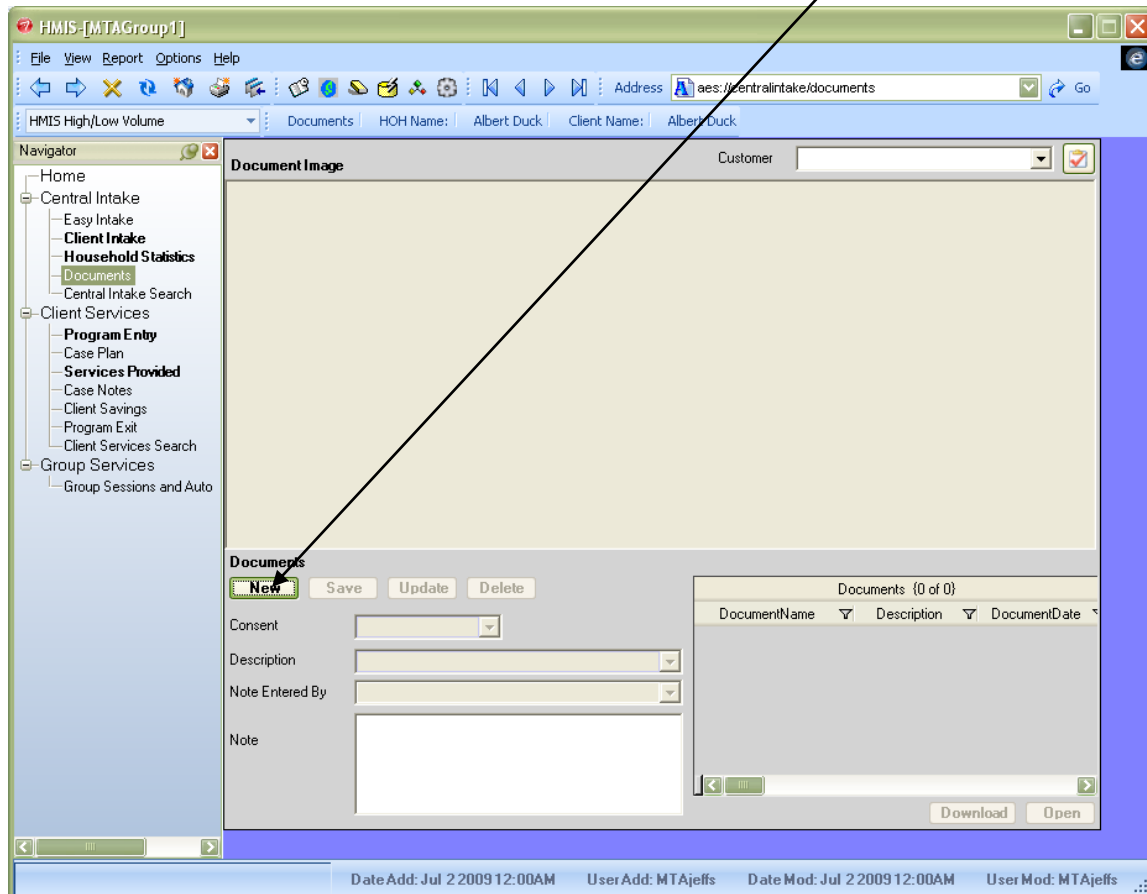 HMIS-[MTAGroup1]
File View Report Options Help
Address aes://centralintake/documents Go
HMIS High/Low Volume Documents HOH Name: Albert Duck Client Name: Albert Duck
Navigator
Home
Central Intake
Easy Intake
Client Intake
Household Statistics
Documents
Central Intake Search
Client Services
Program Entry
Case Plan
Services Provided
Case Notes
Client Savings
Program Exit
Client Services Search
Group Services
Group Sessions and Auto
Document Image Customer
Documents
New Save Update Delete
Consent
Description
Note Entered By
Note
Documents {0 of 0}
DocumentName Description DocumentDate
Download Open
Date Add: Jul 2 2009 12:00AM User Add: MTAjeffs Date Mod: Jul 2 2009 12:00AM User Mod: MTAjeffs